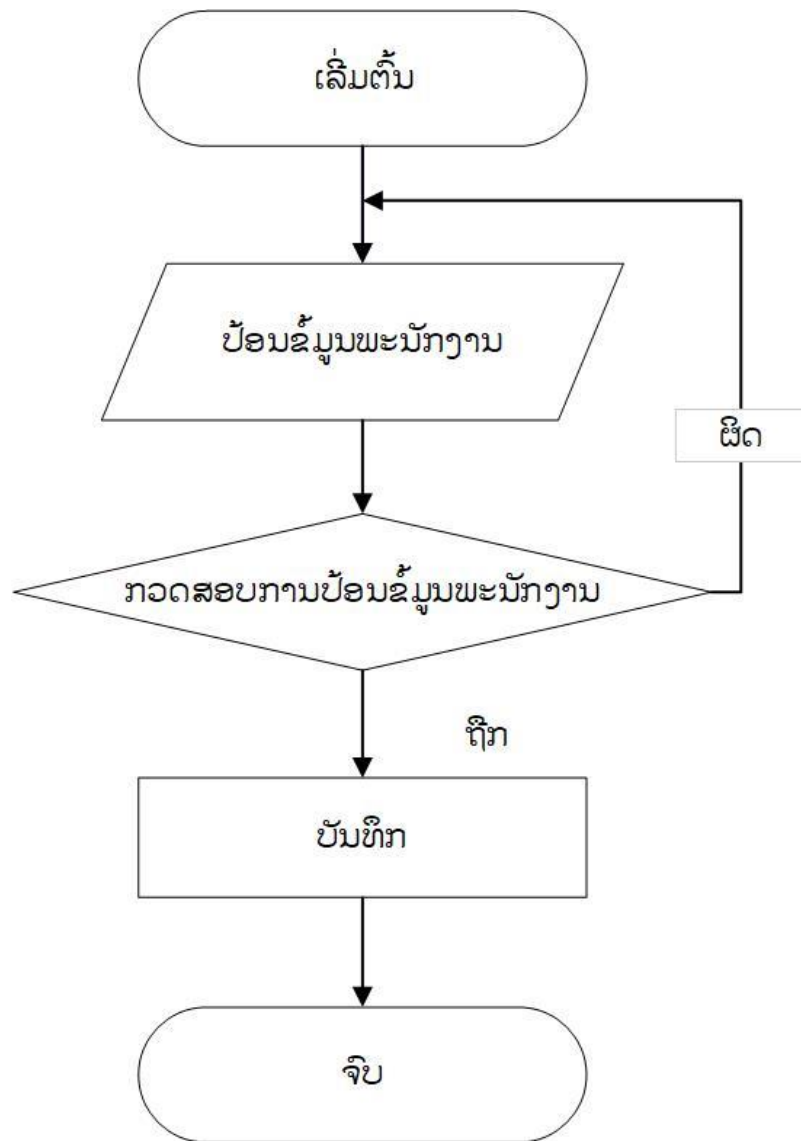 ເລີ່ມຕົ້ນ
ປ້ອນຂໍ້ມູນພະນັກງານ
ຜິດ
ກວດສອບການປ້ອນຂໍ້ມູນພະນັກງານ
ຖືກ
ບັນທຶກ
ຈົບ